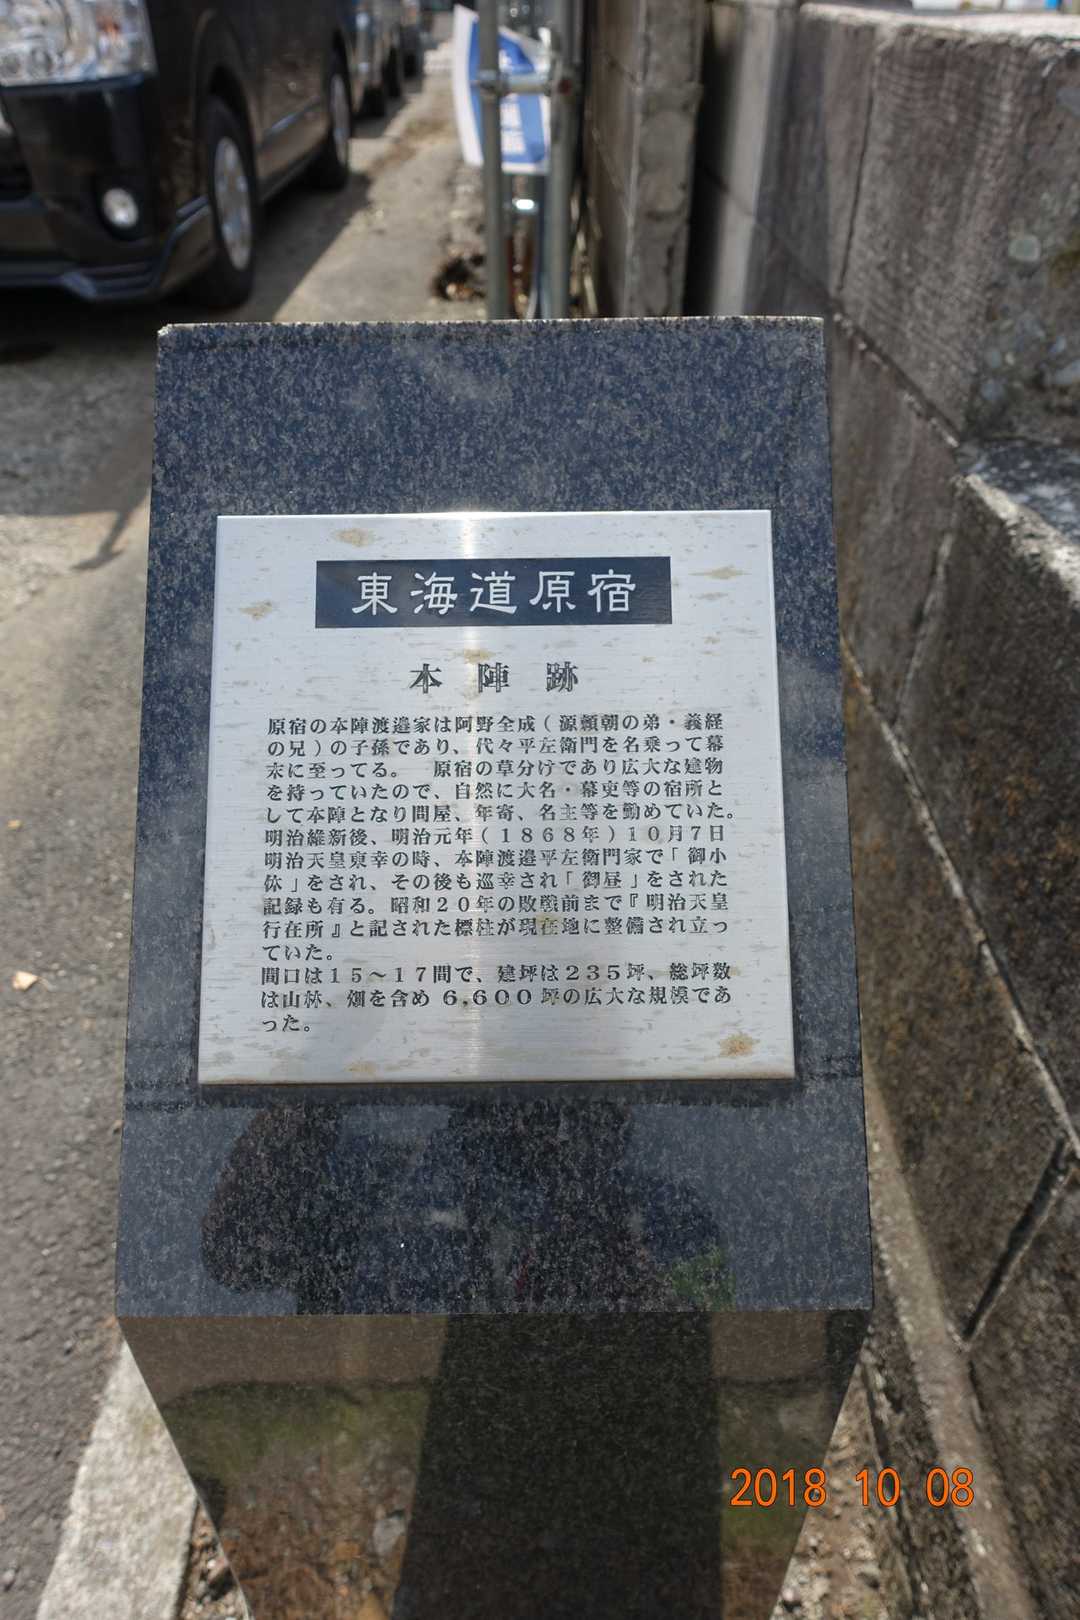 東海道原宿
本陣跡
原宿の本陣渡邉家は阿野全成（源頼朝の弟・義経
の兄）の子孫であり、代々平左衛門を名乗って幕
末に至ってる。　原宿の草分けであり広大な建物
を持っていたので、自然に大名・幕吏等の宿所と
して本陣となり問屋、年寄、名主等を勤めていた。
明治維新後、明治元年（１８６８年）１０月７日
明治天皇東幸の時、本陣渡邉平左衛門家で「御小
休」をされ、その後も巡幸され「御昼」をされた
記録も有る。昭和２０年の敗戦前まで『明治天皇
行在所』と記された標柱が現在地に整備され立っ
ていた。
間口は１５～１７間で、建坪は２３５坪、総坪数
は山林、畑を含め ６,６００坪の広大な規模であ
った。
2018 10 08